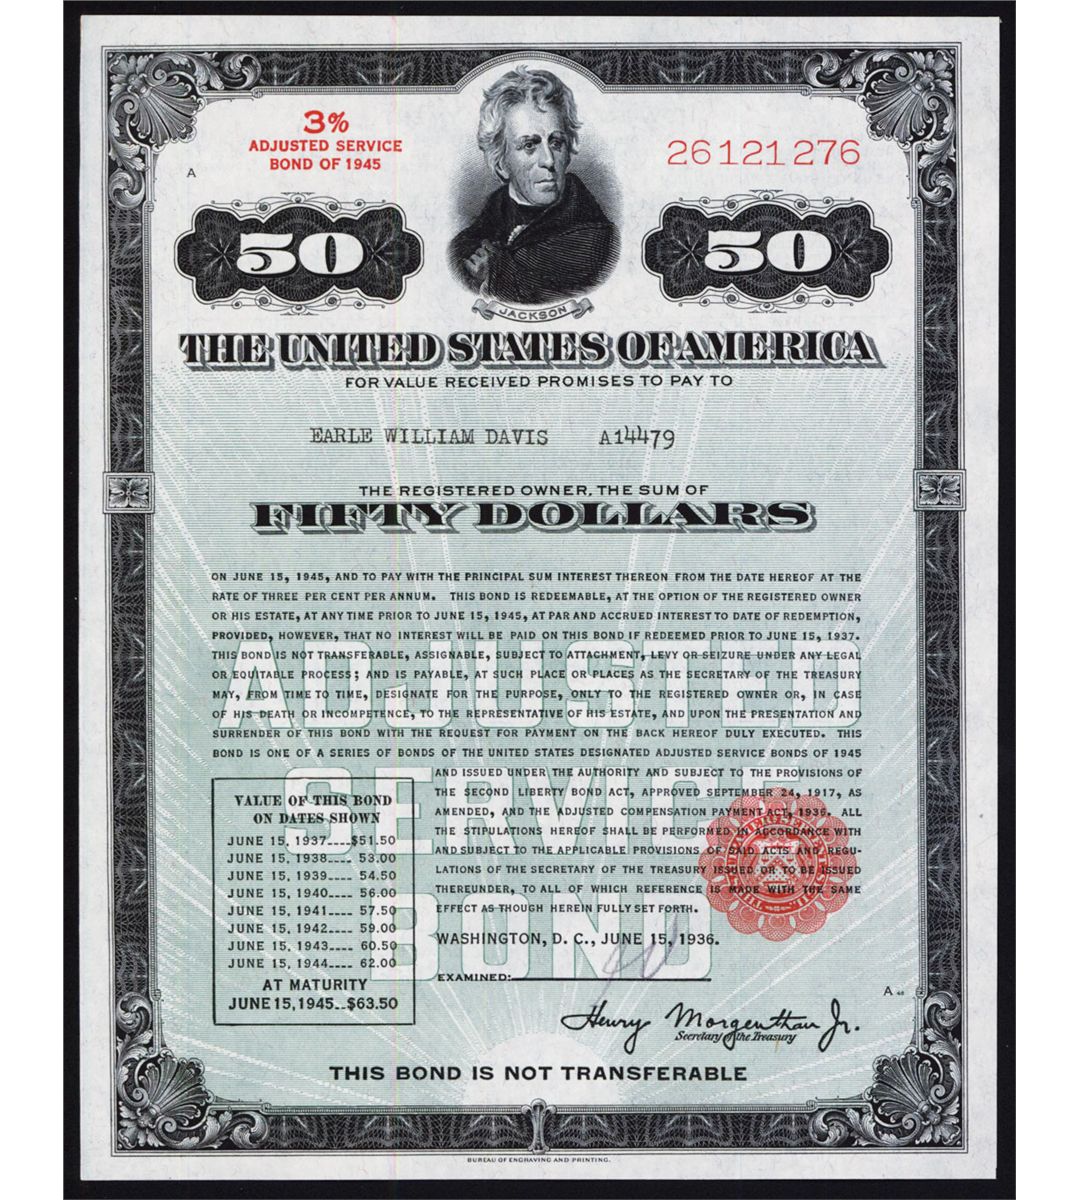 3%
ADJUSTED SERVICE
BOND OF 1945
26121276
A
50
50
JACKSON
THE UNITED STATES OF AMERICA
FOR VALUE RECEIVED PROMISES TO PAY TO
EARLE WILLIAM DAVIS A14479
THE REGISTERED OWNER, THE SUM OF
FIFTY DOLLARS
ON JUNE 15, 1945, AND TO PAY WITH THE PRINCIPAL SUM INTEREST THEREON FROM THE DATE HEREOF AT THE
RATE OF THREE PER CENT PER ANNUM. THIS BOND IS REDEEMABLE, AT THE OPTION OF THE REGISTERED OWNER
OR HIS ESTATE, AT ANY TIME PRIOR TO JUNE 15, 1945, AT PAR AND ACCRUED INTEREST TO DATE OF REDEMPTION,
PROVIDED, HOWEVER, THAT NO INTEREST WILL BE PAID ON THIS BOND IF REDEEMED PRIOR TO JUNE 15, 1937.
THIS BOND IS NOT TRANSFERABLE, ASSIGNABLE, SUBJECT TO ATTACHMENT, LEVY OR SEIZURE UNDER ANY LEGAL
OR EQUITABLE PROCESS; AND IS PAYABLE, AT SUCH PLACE OR PLACES AS THE SECRETARY OF THE TREASURY
MAY, FROM TIME TO TIME, DESIGNATE FOR THE PURPOSE, ONLY TO THE REGISTERED OWNER OR, IN CASE
OF HIS DEATH OR INCOMPETENCE, TO THE REPRESENTATIVE OF HIS ESTATE, AND UPON THE PRESENTATION AND
SURRENDER OF THIS BOND WITH THE REQUEST FOR PAYMENT ON THE BACK HEREOF DULY EXECUTED. THIS
BOND IS ONE OF A SERIES OF BONDS OF THE UNITED STATES DESIGNATED ADJUSTED SERVICE BONDS OF 1945
AND ISSUED UNDER THE AUTHORITY AND SUBJECT TO THE PROVISIONS OF
THE SECOND LIBERTY BOND ACT, APPROVED SEPTEMBER 24, 1917, AS
AMENDED, AND THE ADJUSTED COMPENSATION PAYMENT ACT, 1936. ALL
THE STIPULATIONS HEREOF SHALL BE PERFORMED IN ACCORDANCE WITH
AND SUBJECT TO THE APPLICABLE PROVISIONS OF SAID ACTS AND REGU-
LATIONS OF THE SECRETARY OF THE TREASURY ISSUED OR TO BE ISSUED
THEREUNDER, TO ALL OF WHICH REFERENCE IS MADE WITH THE SAME
EFFECT AS THOUGH HEREIN FULLY SET FORTH.
ADJUSTED
SERVICE
BOND
VALUE OF THIS BOND
ON DATES SHOWN
JUNE 15, 1937----$51.50
JUNE 15, 1938---- 53.00
JUNE 15, 1939---- 54.50
JUNE 15, 1940---- 56.00
JUNE 15, 1941---- 57.50
JUNE 15, 1942---- 59.00
JUNE 15, 1943---- 60.50
JUNE 15, 1944---- 62.00
AT MATURITY
JUNE 15, 1945--$63.50
WASHINGTON, D. C., JUNE 15, 1936.
EXAMINED:
A 48
Henry Morgenthau Jr.
Secretary of the Treasury
THIS BOND IS NOT TRANSFERABLE
BUREAU OF ENGRAVING AND PRINTING.